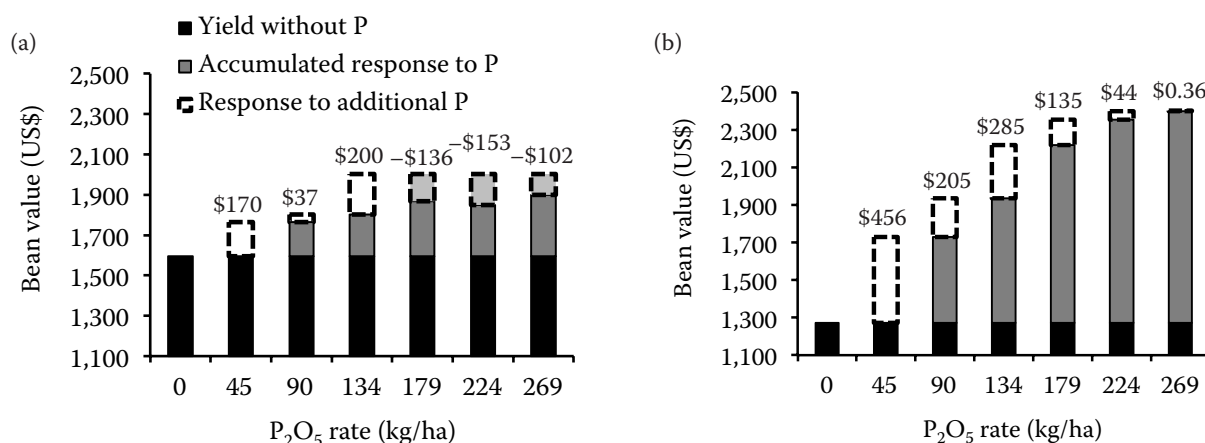 (a)
Yield without P
Accumulated response to P
Response to additional P
Bean value (US$)
2,500
2,300
2,100
1,900
1,700
1,500
1,300
1,100
$170
$37
$200
–$136
–$153
–$102
0 45 90 134 179 224 269
P₂O₅ rate (kg/ha)
(b)
Bean value (US$)
2,500
2,300
2,100
1,900
1,700
1,500
1,300
1,100
$456
$205
$285
$135
$44
$0.36
0 45 90 134 179 224 269
P₂O₅ rate (kg/ha)